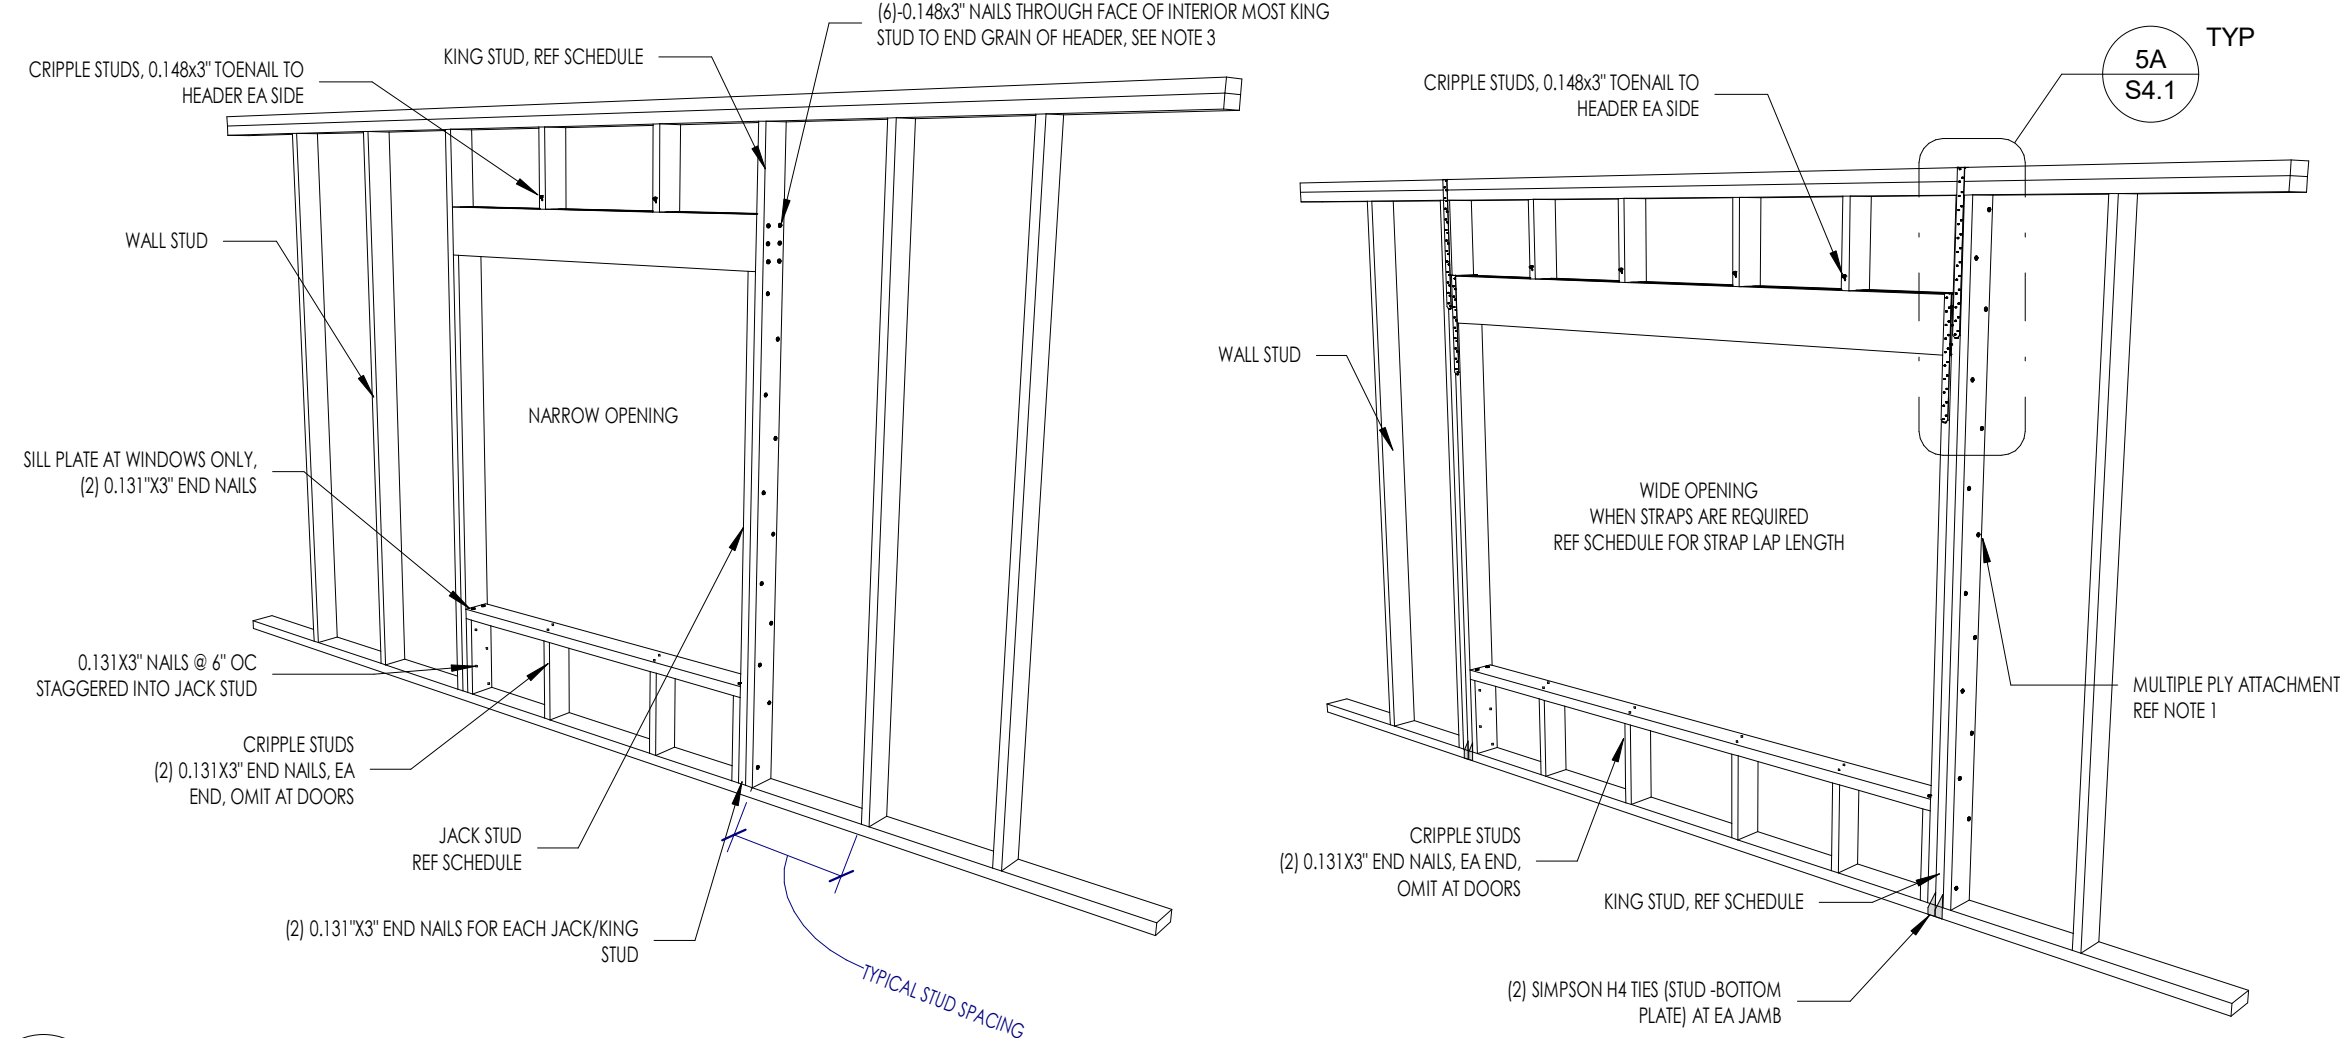 (6)-0.148x3" NAILS THROUGH FACE OF INTERIOR MOST KING
STUD TO END GRAIN OF HEADER, SEE NOTE 3
KING STUD, REF SCHEDULE
CRIPPLE STUDS, 0.148x3" TOENAIL TO
HEADER EA SIDE
WALL STUD
NARROW OPENING
SILL PLATE AT WINDOWS ONLY,
(2) 0.131"X3" END NAILS
0.131X3" NAILS @ 6" OC
STAGGERED INTO JACK STUD
CRIPPLE STUDS
(2) 0.131X3" END NAILS, EA
END, OMIT AT DOORS
JACK STUD
REF SCHEDULE
(2) 0.131"X3" END NAILS FOR EACH JACK/KING
STUD
TYPICAL STUD SPACING
TYP
5A
S4.1
CRIPPLE STUDS, 0.148x3" TOENAIL TO
HEADER EA SIDE
WALL STUD
WIDE OPENING
WHEN STRAPS ARE REQUIRED
REF SCHEDULE FOR STRAP LAP LENGTH
MULTIPLE PLY ATTACHMENT
REF NOTE 1
CRIPPLE STUDS
(2) 0.131X3" END NAILS, EA END,
OMIT AT DOORS
KING STUD, REF SCHEDULE
(2) SIMPSON H4 TIES (STUD -BOTTOM
PLATE) AT EA JAMB